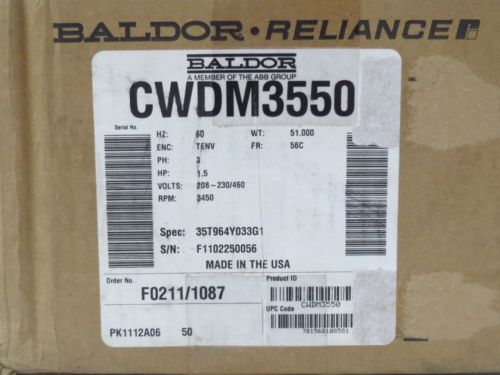 BALDOR • RELIANCE
BALDOR
A MEMBER OF THE ABB GROUP
CWDM3550
Serial No.
HZ: 60 WT: 51.000
ENC: TENV FR: 56C
PH: 3
HP: 1.5
VOLTS: 208-230/460
RPM: 3450
Spec: 35T964Y033G1
S/N: F1102250056
MADE IN THE USA
Order No.
F0211/1087
Product ID
CWDM3550
UPC Code
781568108581
PK1112A06 50